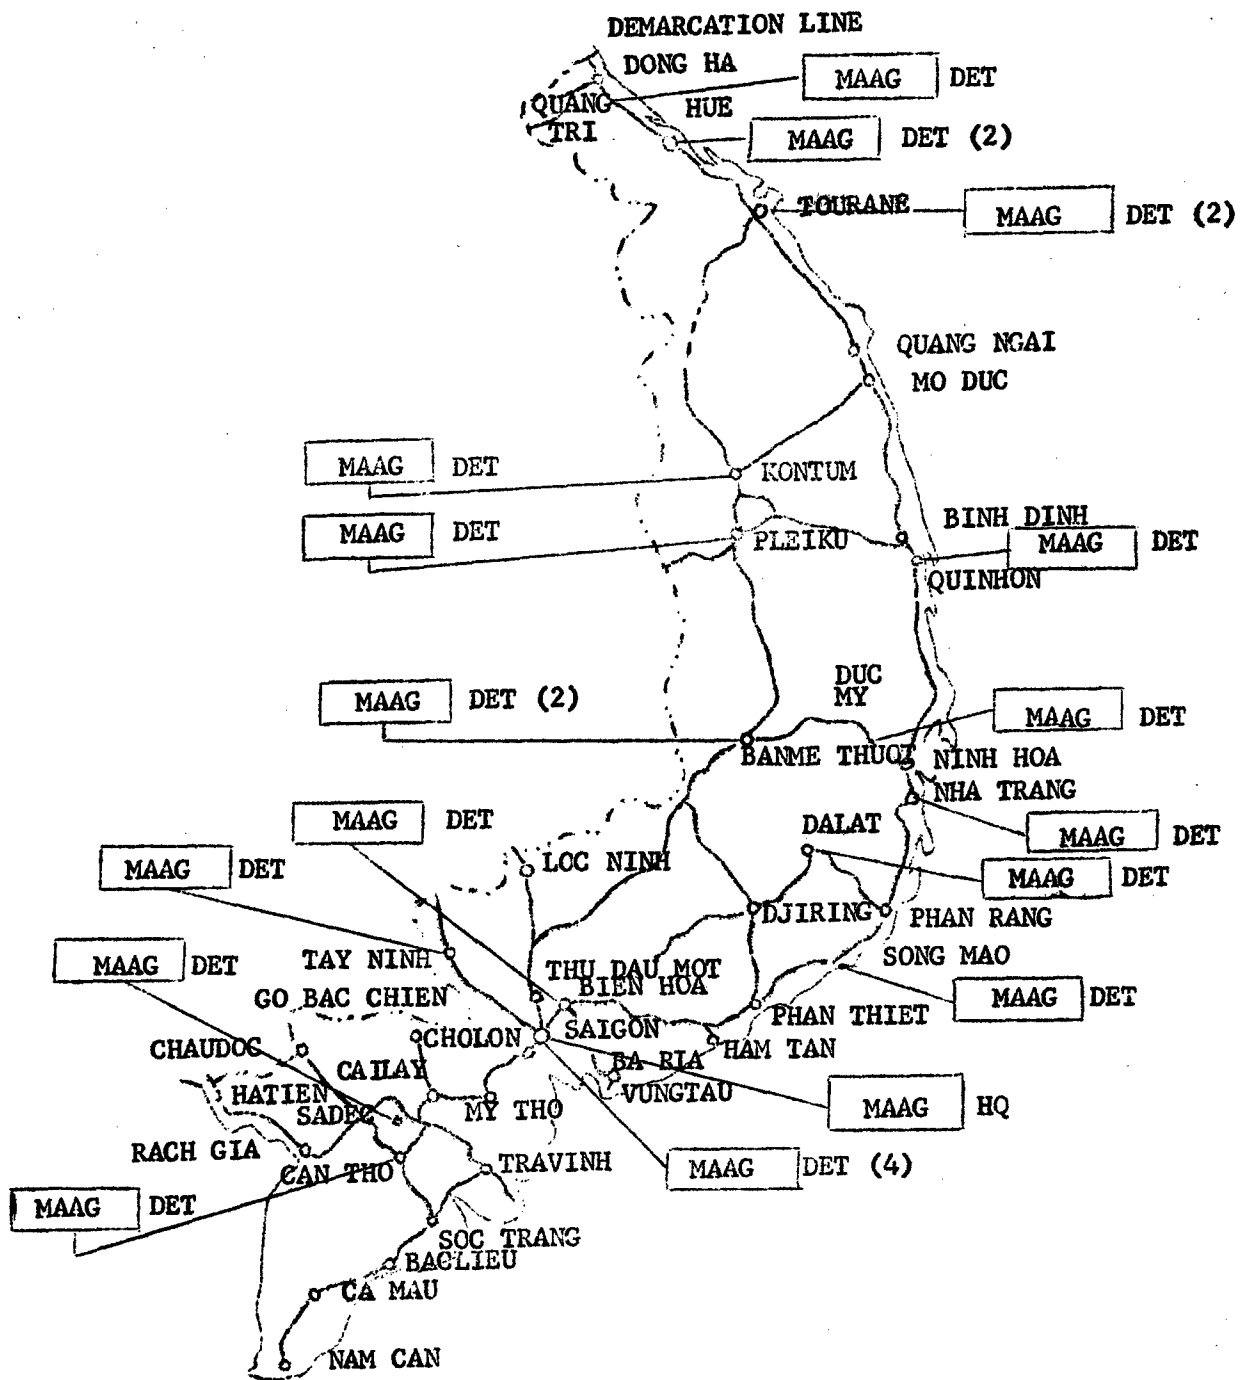 DEMARCATION LINE
DONG HA
MAAG DET
QUANG TRI
HUE
MAAG DET (2)
TOURANE
MAAG DET (2)
QUANG NGAI
MO DUC
MAAG DET
KONTUM
MAAG DET
PLEIKU
BINH DINH
MAAG DET
QUINHON
MAAG DET (2)
DUC MY
MAAG DET
BANME THUOT
NINH HOA
NHA TRANG
MAAG DET
DALAT
MAAG DET
MAAG DET
LOC NINH
MAAG DET
DJIRING
PHAN RANG
SONG MAO
MAAG DET
TAY NINH
THU DAU MOT
BIEN HOA
MAAG DET
GO BAC CHIEN
CHOLON
SAIGON
PHAN THIET
HAM TAN
CHAUDOC
CAILAY
BA RIA
VUNGTAU
HATIEN
SADEC
MY THO
MAAG HQ
RACH GIA
CAN THO
TRAVINH
MAAG DET (4)
MAAG DET
SOC TRANG
BACLIEU
CA MAU
NAM CAN